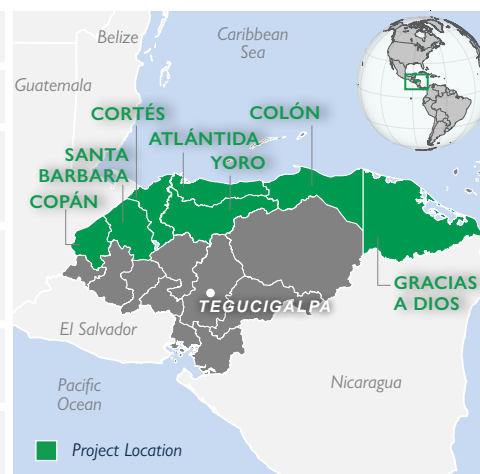 Belize
Caribbean
Sea
Guatemala
CORTÉS
COLÓN
ATLÁNTIDA
SANTA
BARBARA
YORO
COPÁN
GRACIAS
A DIOS
TEGUCIGALPA
El Salvador
Nicaragua
Pacific
Ocean
Project Location